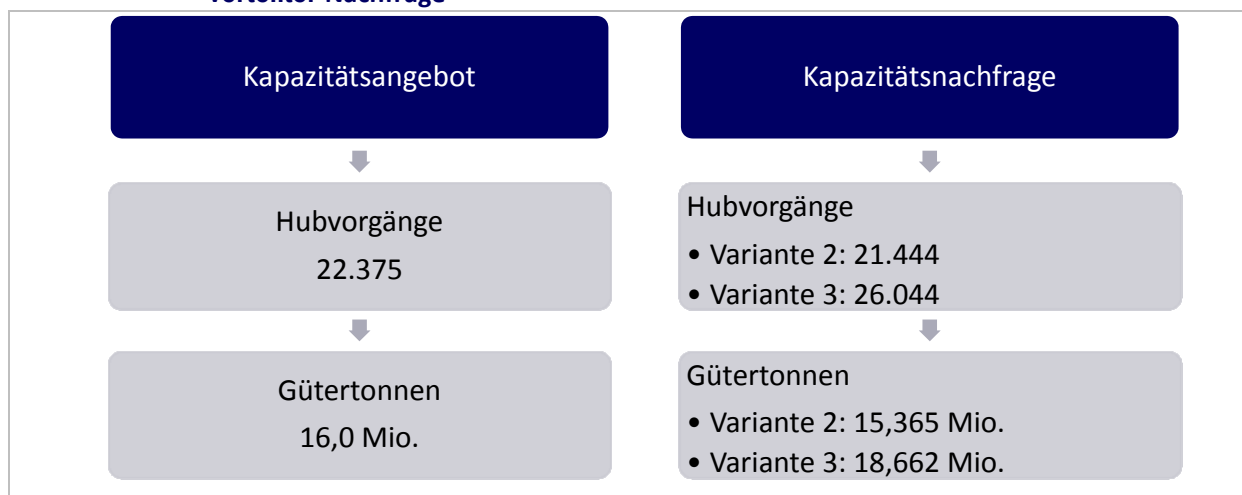 Kapazitätsangebot
Hubvorgänge
22.375
Gütertonnen
16,0 Mio.
Kapazitätsnachfrage
Hubvorgänge
• Variante 2: 21.444
• Variante 3: 26.044
Gütertonnen
• Variante 2: 15,365 Mio.
• Variante 3: 18,662 Mio.